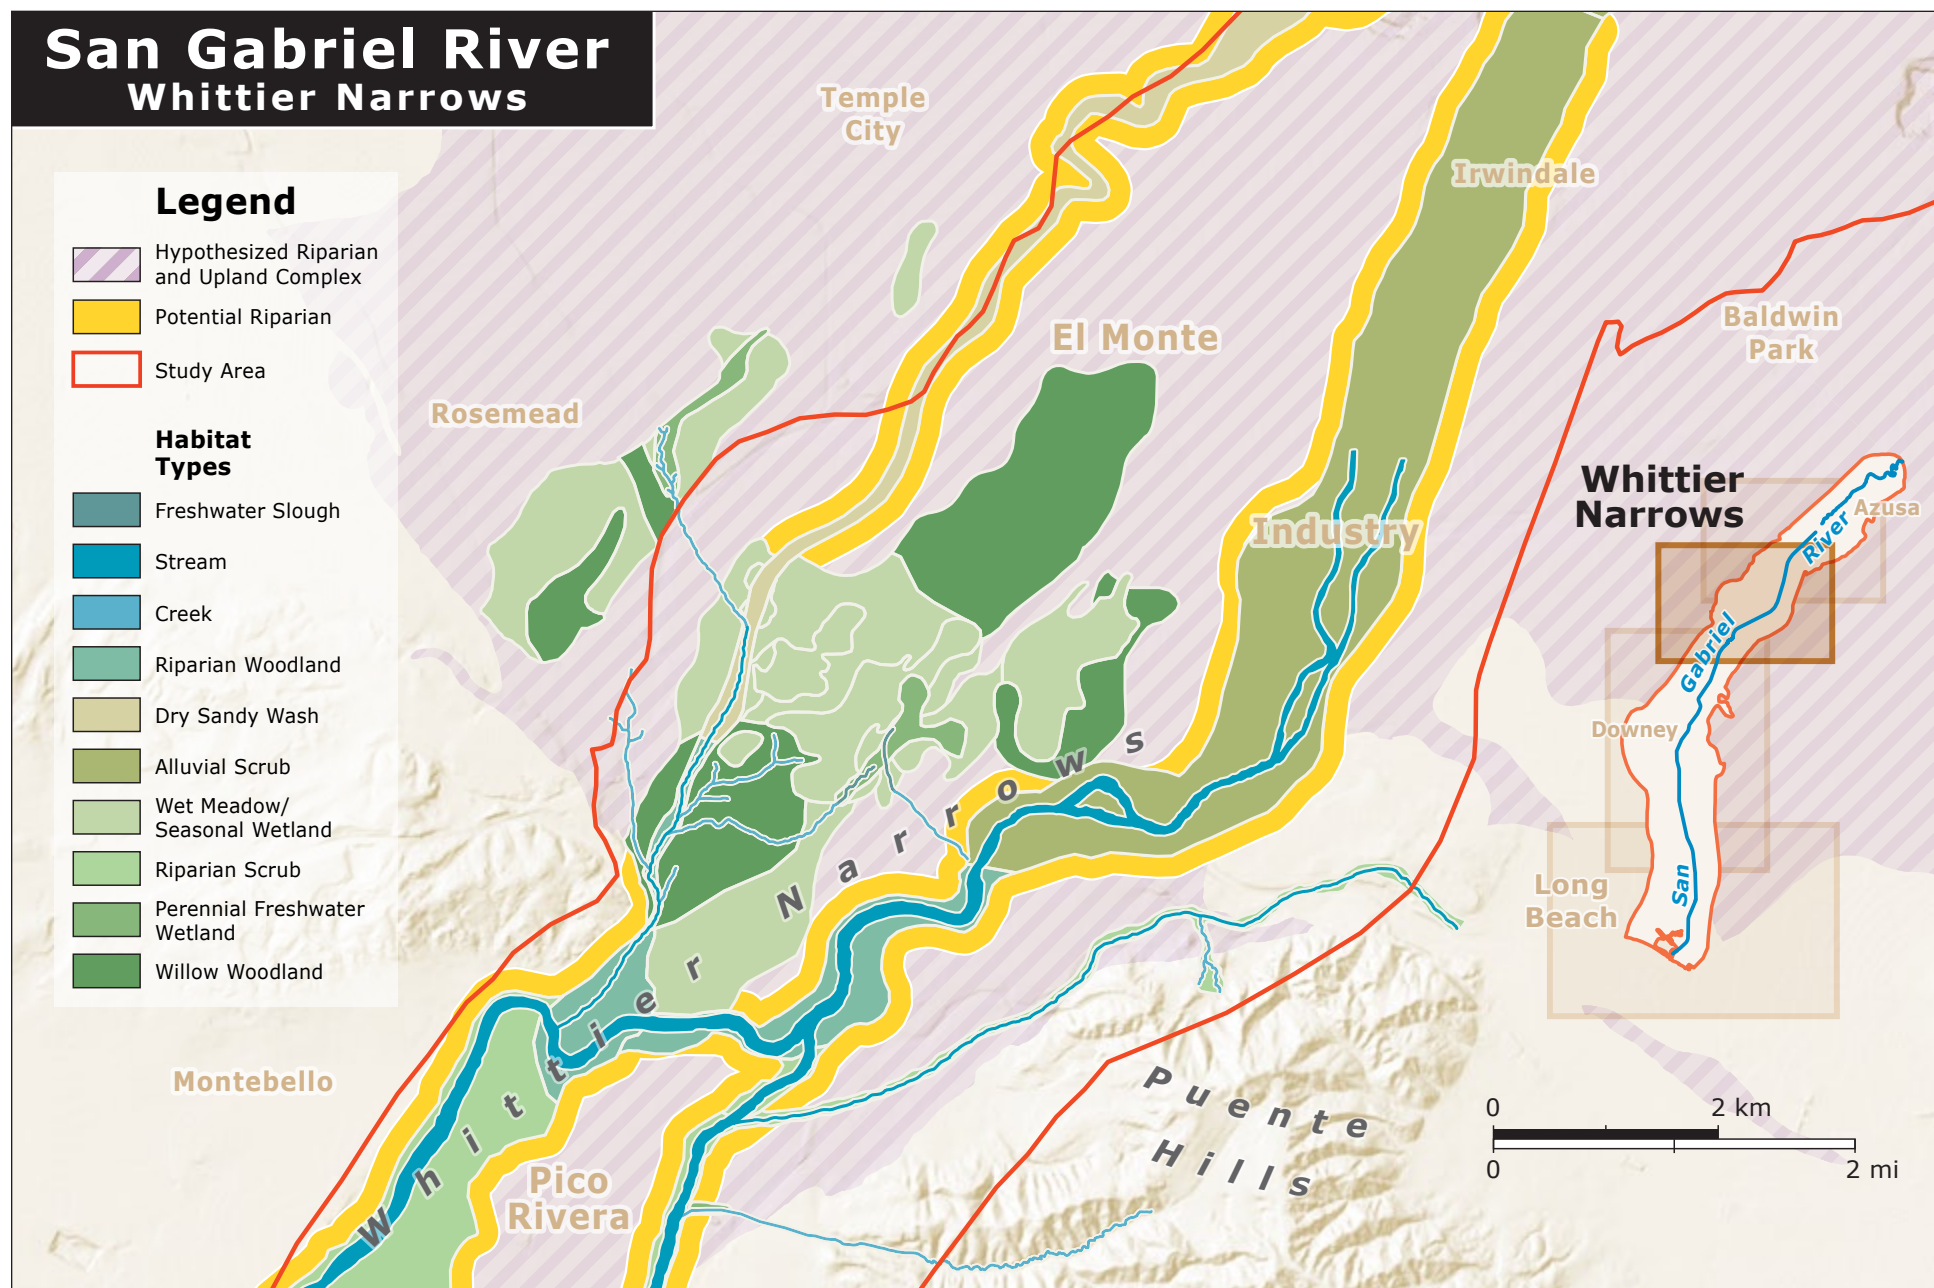 San Gabriel River
Whittier Narrows
Legend
Hypothesized Riparian
and Upland Complex
Potential Riparian
Study Area
Habitat
Types
Freshwater Slough
Stream
Creek
Riparian Woodland
Dry Sandy Wash
Alluvial Scrub
Wet Meadow/
Seasonal Wetland
Riparian Scrub
Perennial Freshwater
Wetland
Willow Woodland
Temple
City
Irwindale
El Monte
Baldwin
Park
Rosemead
Industry
Whittier Narrows
Montebello
Pico
Rivera
Puente
Hills
Whittier
Narrows
Azusa
Downey
Long
Beach
San Gabriel River
0 2 km
0 2 mi